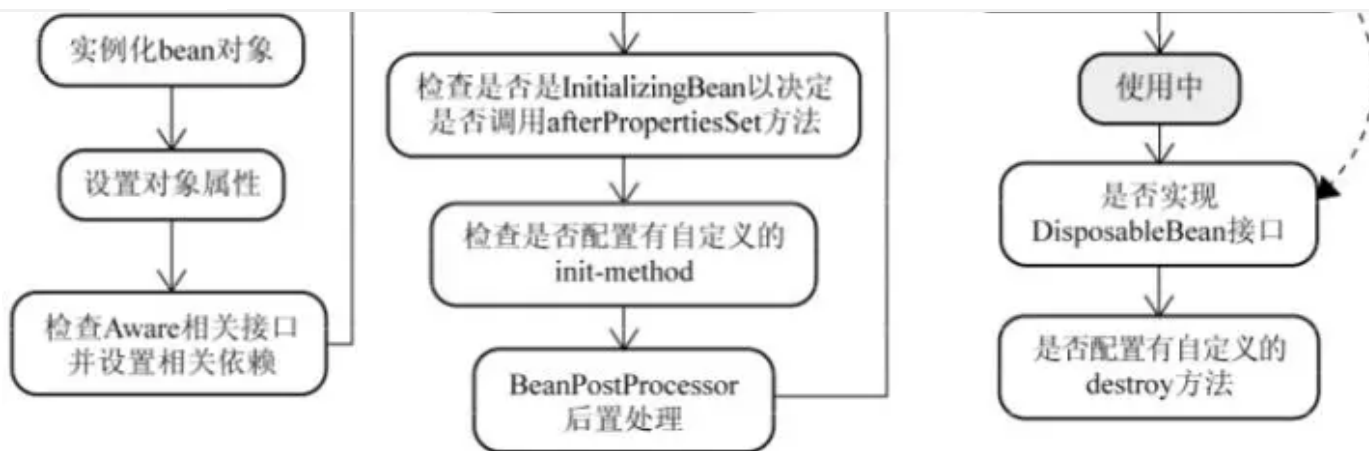 实例化bean对象
设置对象属性
检查Aware相关接口
并设置相关依赖
检查是否是InitializingBean以决定
是否调用afterPropertiesSet方法
检查是否配置有自定义的
init-method
BeanPostProcessor
后置处理
使用中
是否实现
DisposableBean接口
是否配置有自定义的
destroy方法